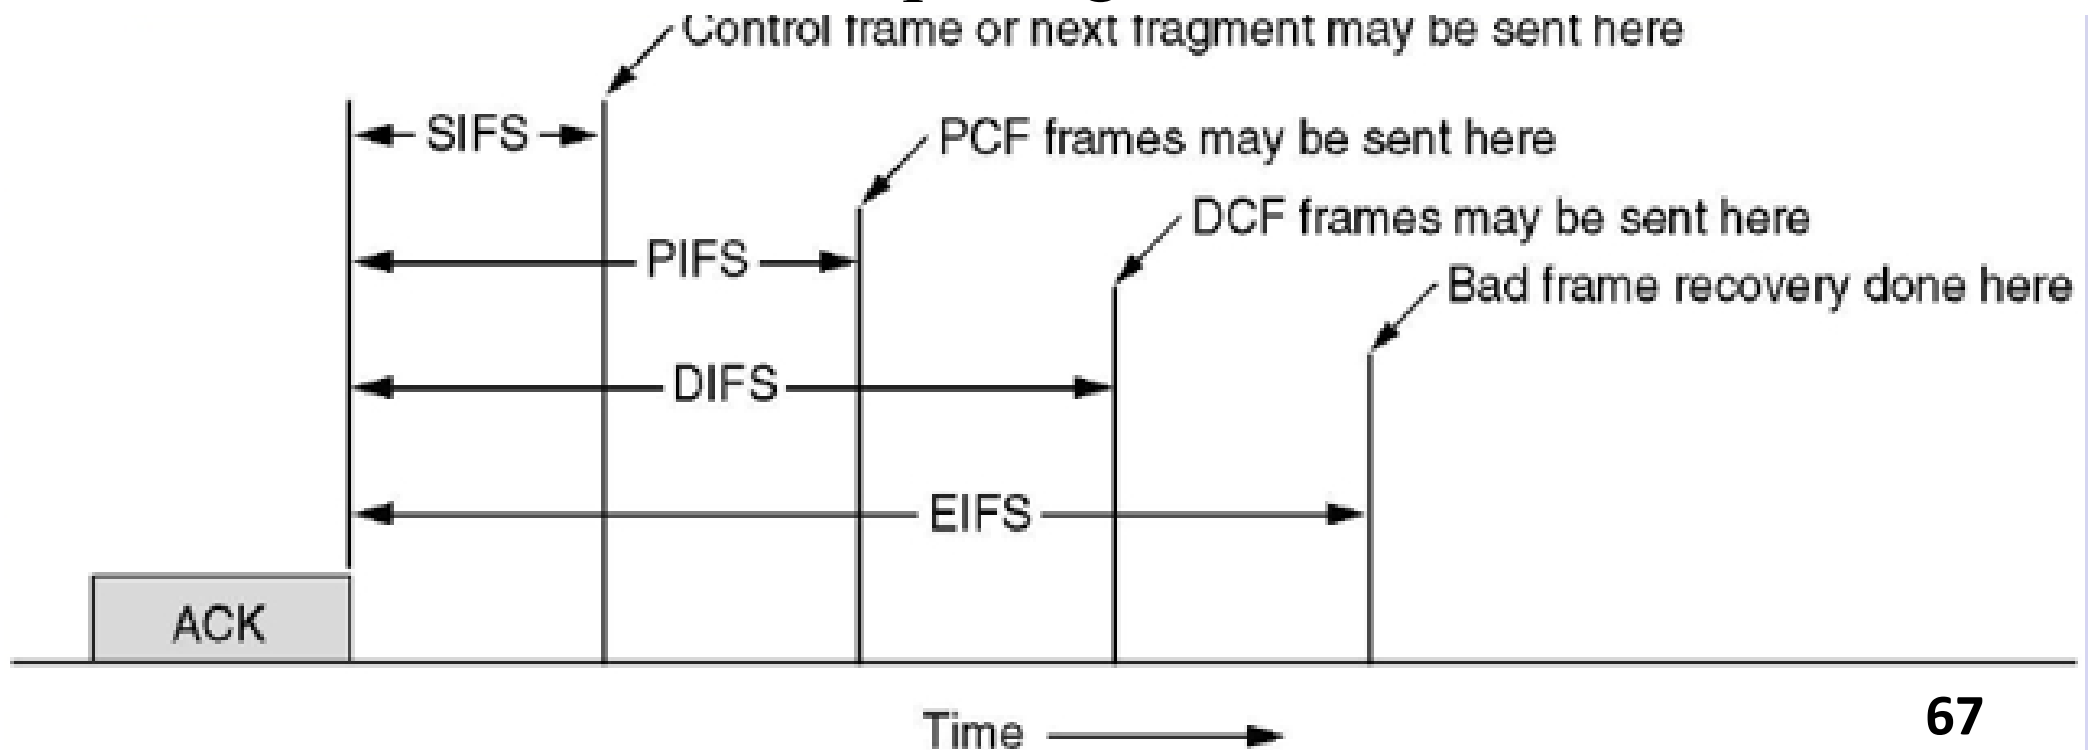 Control frame or next fragment may be sent here
SIFS
PCF frames may be sent here
DCF frames may be sent here
PIFS
Bad frame recovery done here
DIFS
EIFS
ACK
67
Time